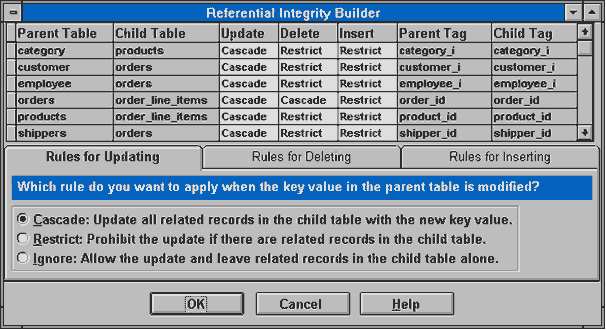 Referential Integrity Builder
Parent Table Child Table Update Delete Insert Parent Tag Child Tag
category products Cascade Restrict Restrict category_i category_i
customer orders Cascade Restrict Restrict customer_i customer_i
employee orders Cascade Restrict Restrict employee_i employee_i
orders order_line_items Cascade Cascade Restrict order_id order_id
products order_line_items Cascade Restrict Restrict product_id product_id
shippers orders Cascade Restrict Restrict shipper_id shipper_id
Rules for Updating Rules for Deleting Rules for Inserting
Which rule do you want to apply when the key value in the parent table is modified?
Cascade: Update all related records in the child table with the new key value.
Restrict: Prohibit the update if there are related records in the child table.
Ignore: Allow the update and leave related records in the child table alone.
OK Cancel Help